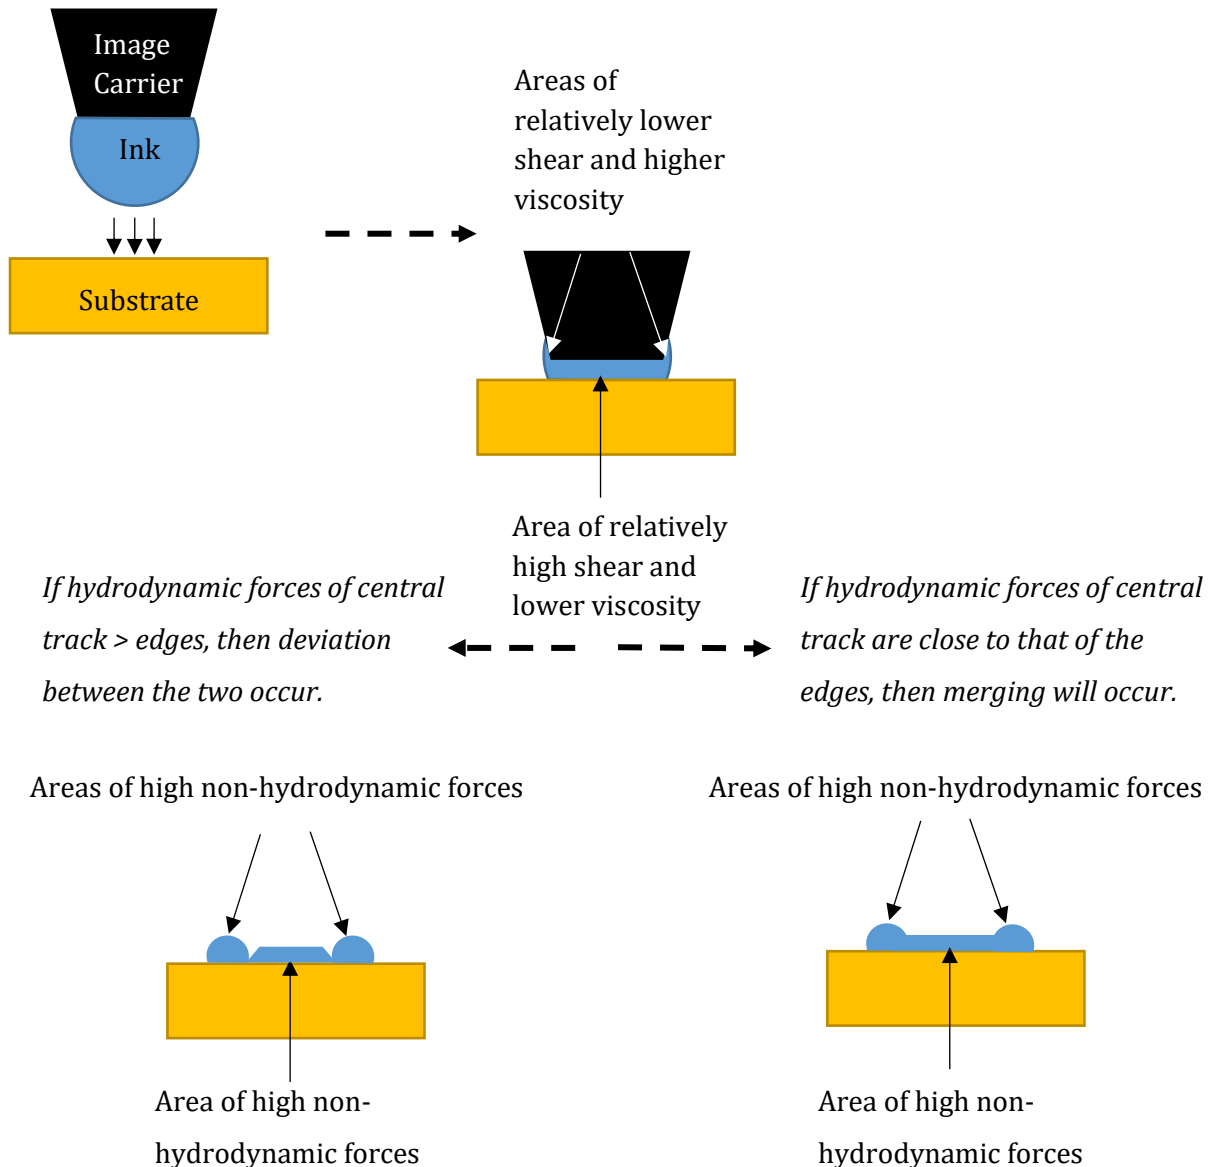 Image
Carrier
Ink
Substrate
Areas of
relatively lower
shear and higher
viscosity
Area of relatively
high shear and
lower viscosity
If hydrodynamic forces of central
track > edges, then deviation
between the two occur.
If hydrodynamic forces of central
track are close to that of the
edges, then merging will occur.
Areas of high non-hydrodynamic forces
Areas of high non-hydrodynamic forces
Area of high non-
hydrodynamic forces
Area of high non-
hydrodynamic forces